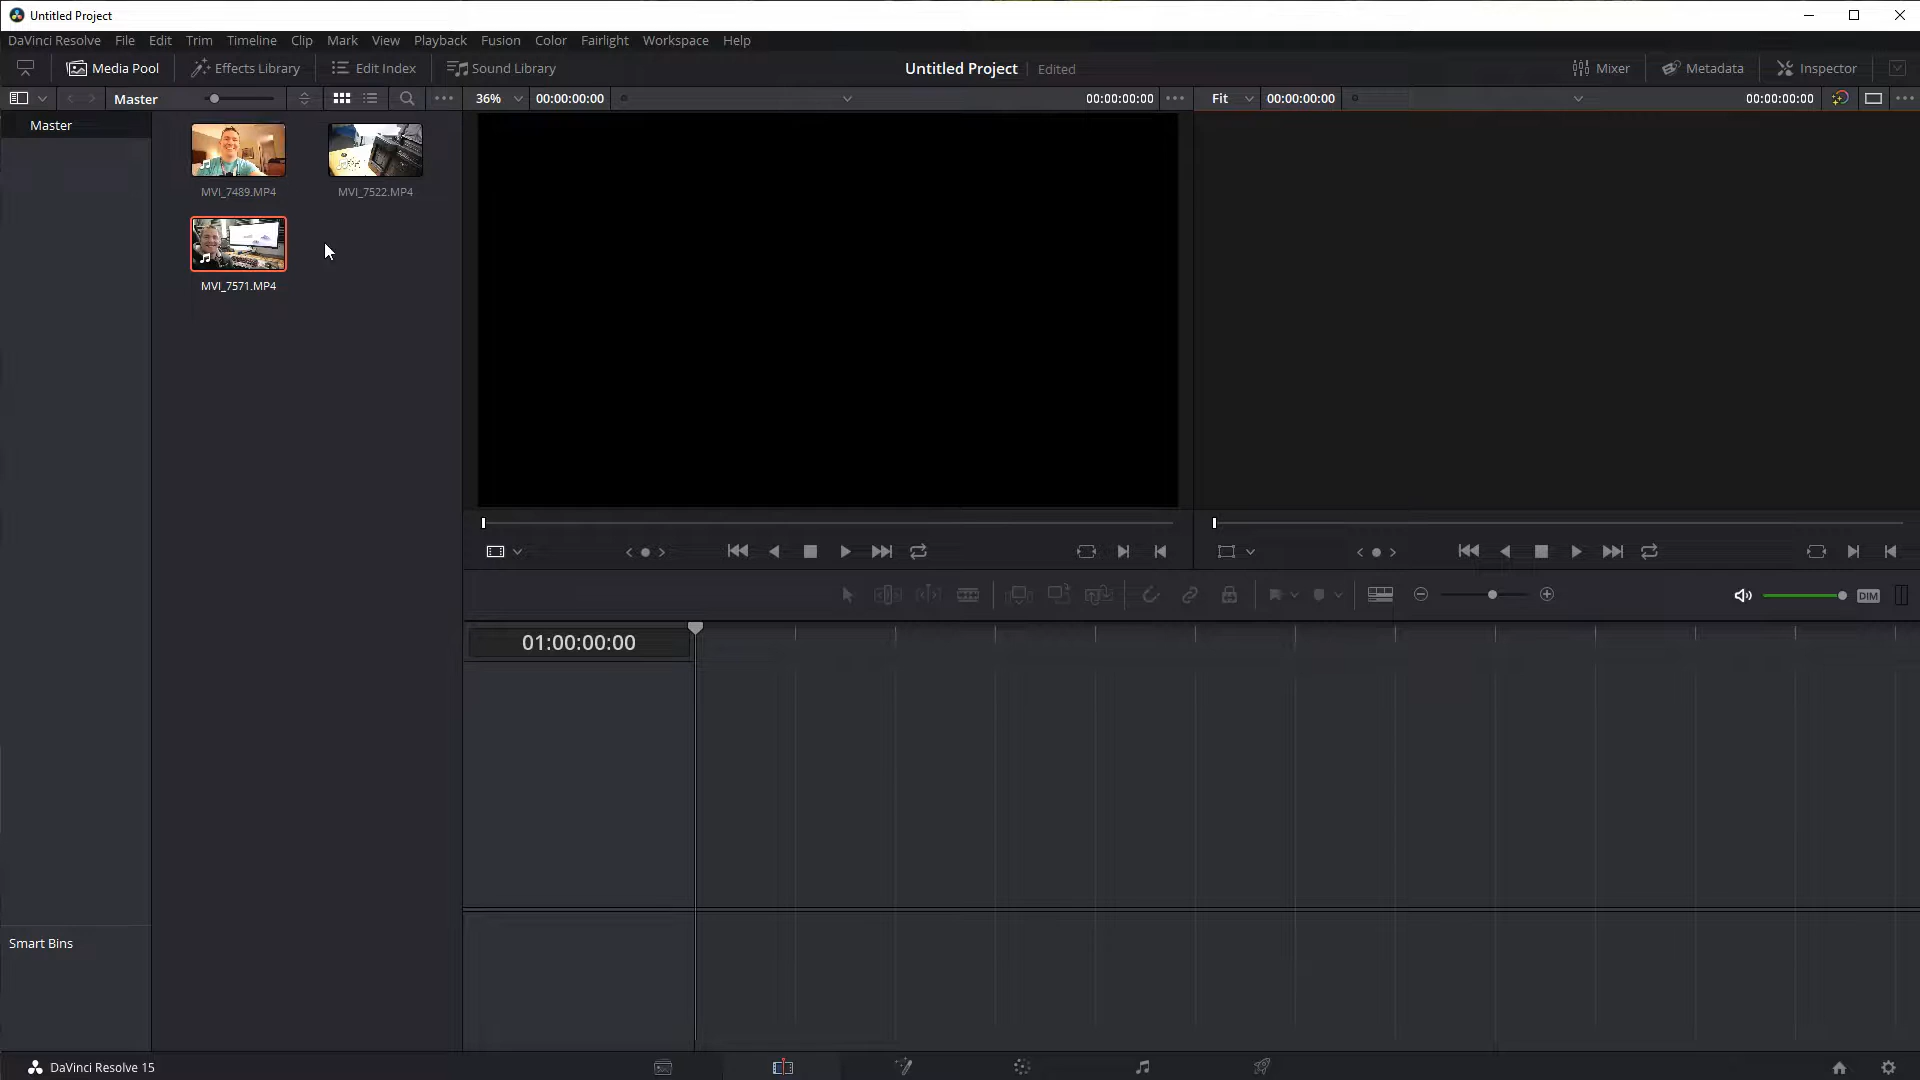 Untitled Project
DaVinci Resolve File Edit Trim Timeline Clip Mark View Playback Fusion Color Fairlight Workspace Help
Media Pool Effects Library Edit Index Sound Library Untitled Project Edited Mixer Metadata Inspector
Master 36% 00:00:00:00 00:00:00:00 Fit 00:00:00:00 00:00:00:00
Master
MVI_7489.MP4 MVI_7522.MP4
MVI_7571.MP4
DIM
01:00:00:00
Smart Bins
DaVinci Resolve 15